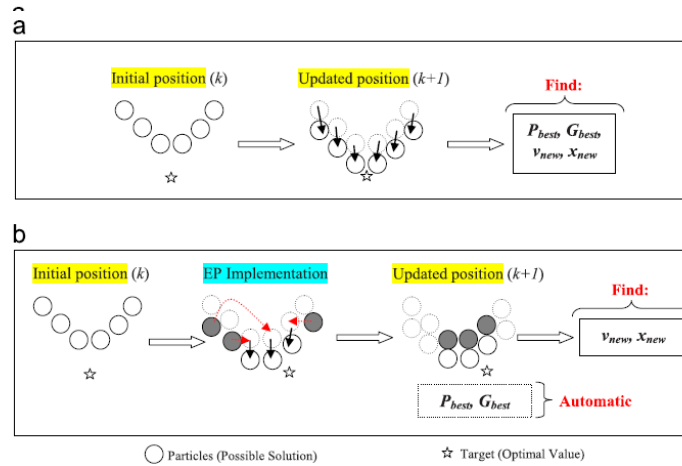 a
Initial position (k)
Updated position (k+1)
Find:
Pbest, Gbest,
vnew, xnew
b
Initial position (k)
EP Implementation
Updated position (k+1)
Find:
vnew, xnew
Pbest, Gbest
Automatic
Particles (Possible Solution)
Target (Optimal Value)